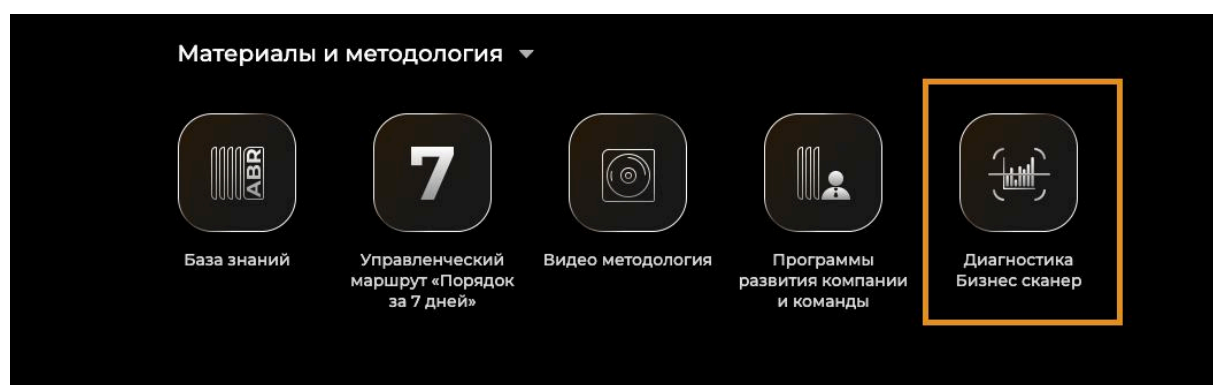 Материалы и методология
ABR
7
База знаний
Управленческий
маршрут «Порядок
за 7 дней»
Видео методология
Программы
развития компании
и команды
Диагностика
Бизнес сканер